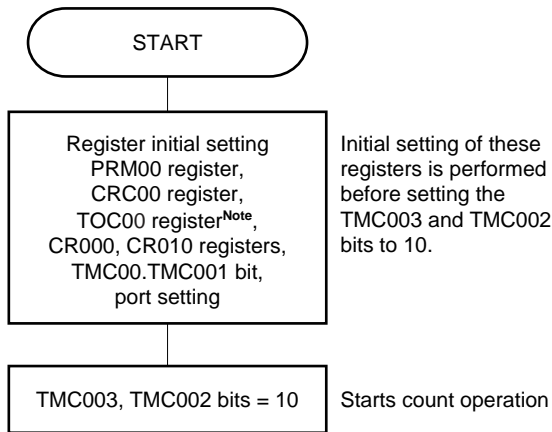 START
Register initial setting
PRM00 register,
CRC00 register,
TOC00 registerNote,
CR000, CR010 registers,
TMC00.TMC001 bit,
port setting
Initial setting of these
registers is performed
before setting the
TMC003 and TMC002
bits to 10.
TMC003, TMC002 bits = 10
Starts count operation